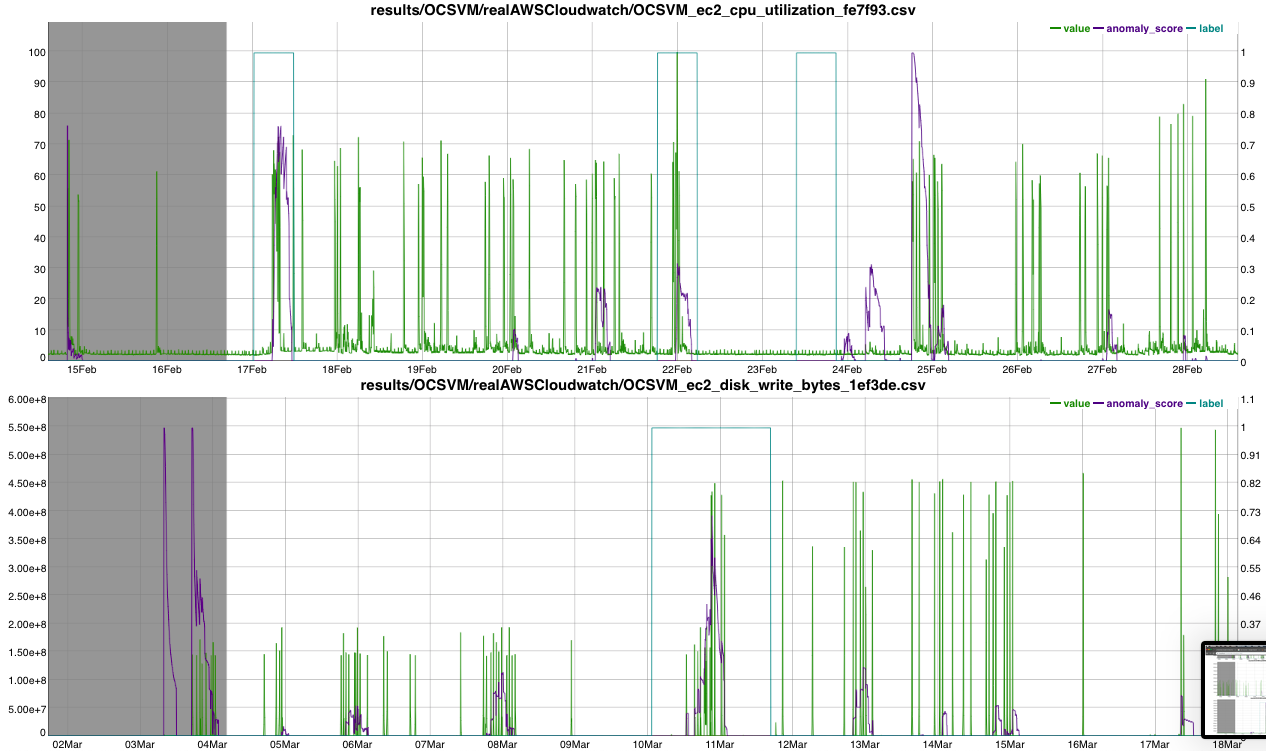 results/OCSVM/realAWSCloudwatch/OCSVM_ec2_cpu_utilization_fe7f93.csv
value anomaly_score label
100 1
90 0.9
80 0.8
70 0.7
60 0.6
50 0.5
40 0.4
30 0.3
20 0.2
10 0.1
0 0
15Feb 16Feb 17Feb 18Feb 19Feb 20Feb 21Feb 22Feb 23Feb 24Feb 25Feb 26Feb 27Feb 28Feb
results/OCSVM/realAWSCloudwatch/OCSVM_ec2_disk_write_bytes_1ef3de.csv
value anomaly_score label
6.00e+8 1.1
5.50e+8 1
5.00e+8 0.91
4.50e+8 0.82
4.00e+8 0.73
3.50e+8 0.64
3.00e+8 0.55
2.50e+8 0.46
2.00e+8 0.37
1.50e+8
1.00e+8
5.00e+7
0
02Mar 03Mar 04Mar 05Mar 06Mar 07Mar 08Mar 09Mar 10Mar 11Mar 12Mar 13Mar 14Mar 15Mar 16Mar 17Mar 18Mar